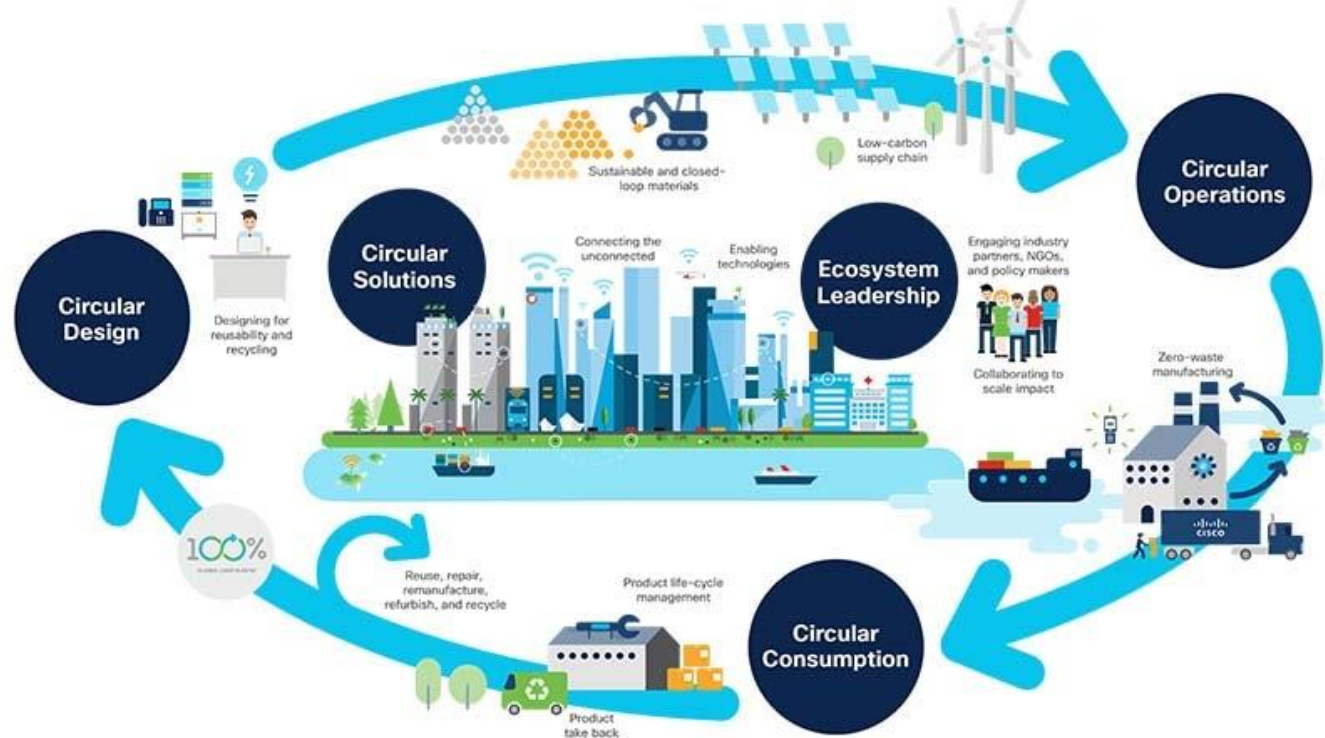 Low-carbon
supply chain
Sustainable and closed-
loop materials
Circular
Operations
Circular
Solutions
Connecting the
unconnected
Enabling
technologies
Ecosystem
Leadership
Engaging industry
partners, NGOs,
and policy makers
Collaborating to
scale impact
Circular
Design
Designing for
reusability and
recycling
Zero-waste
manufacturing
CISCO
100%
Reuse, repair,
remanufacture,
refurbish, and recycle
Product life-cycle
management
Circular
Consumption
Product
take back